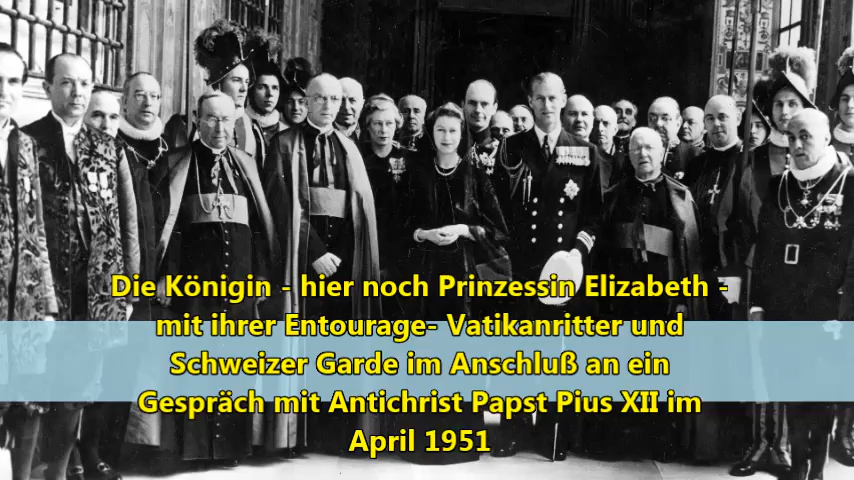 Die Königin - hier noch Prinzessin Elizabeth -
mit ihrer Entourage- Vatikanritter und
Schweizer Garde im Anschluß an ein
Gespräch mit Antichrist Papst Pius XII im
April 1951